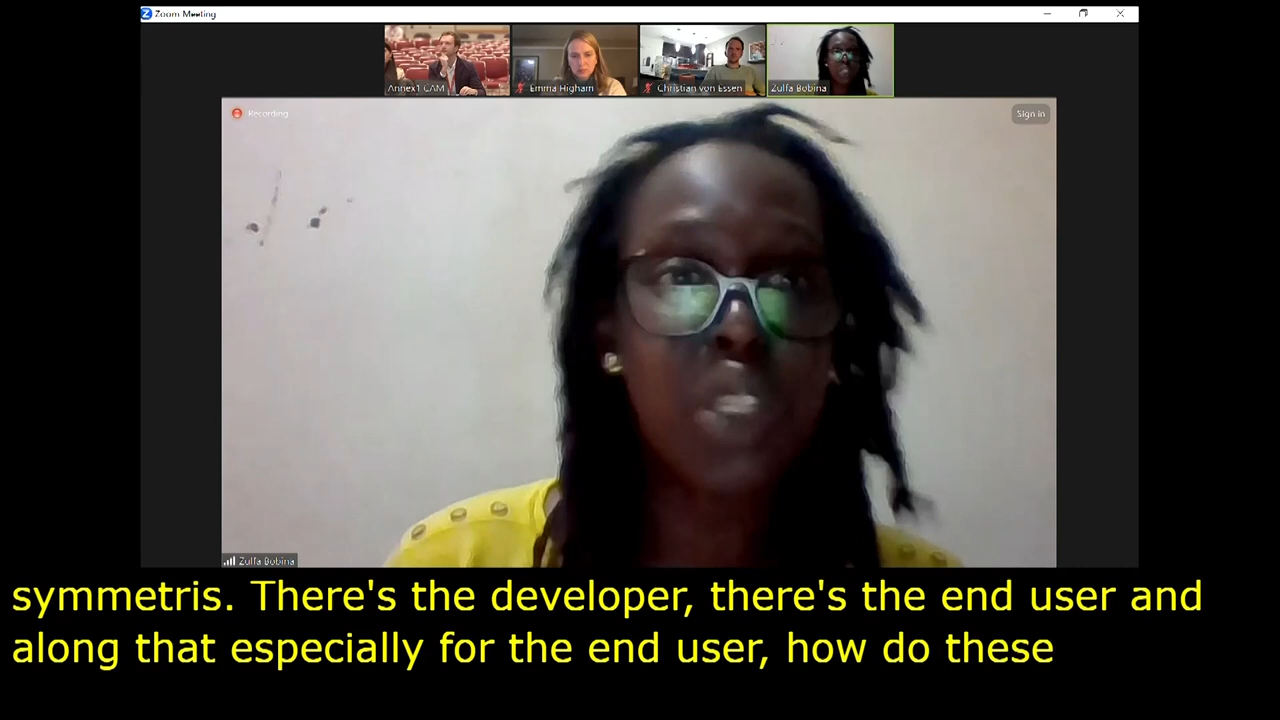 Zoom Meeting
Annex1 CAM
Emma Higham
Christian von Essen
Zulfa Bobina
Recording
Sign in
Zulfa Bobina
symmetris. There's the developer, there's the end user and
along that especially for the end user, how do these